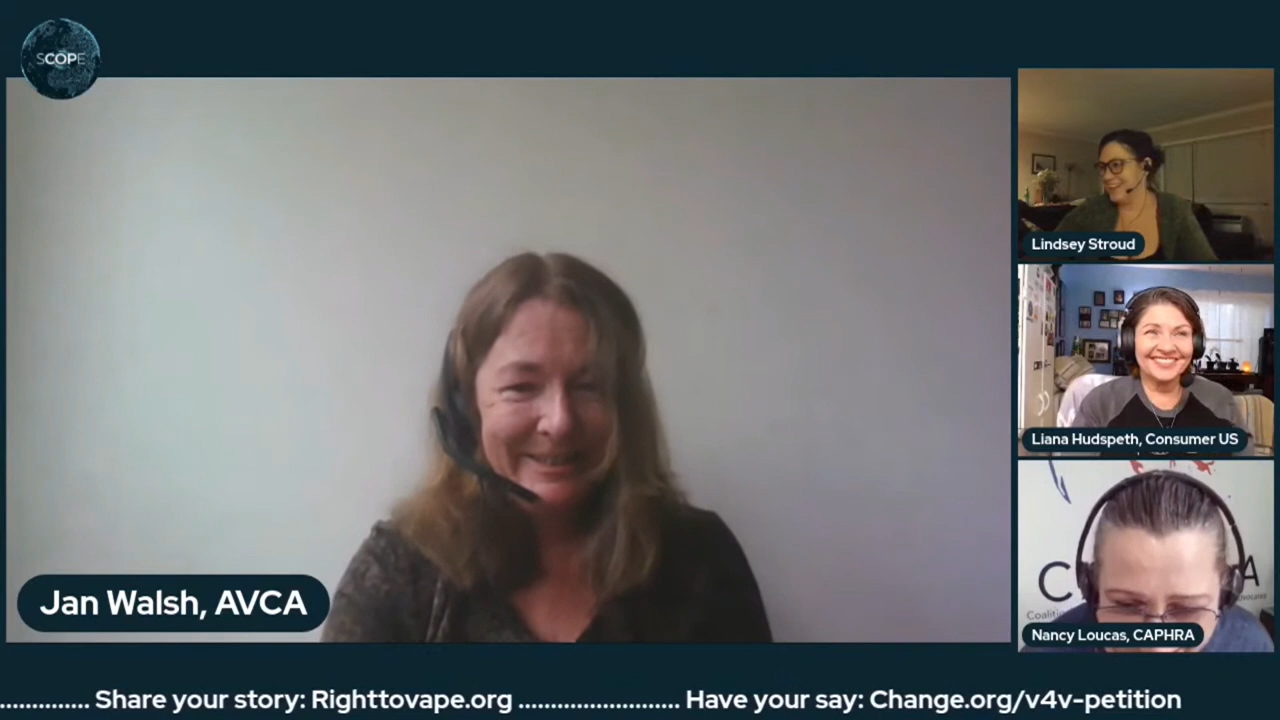 SCOPE
Lindsey Stroud
Liana Hudspeth, Consumer US
C
A
Coalitio
Nancy Loucas, CAPHRA
Jan Walsh, AVCA
.............. Share your story: Righttovape.org ......................... Have your say: Change.org/v4v-petition